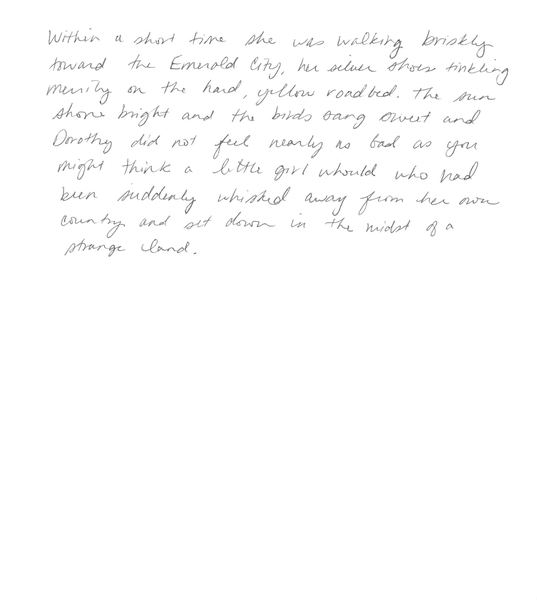 Within a short time she was walking briskly
toward the Emerald City, her silver shoes tinkling
merrily on the hard, yellow roadbed. The sun
shone bright and the birds sang sweet and
Dorothy did not feel nearly as bad as you
might think a little girl whould who had
been suddenly whisked away from her own
country and set down in the midst of a
strange land.